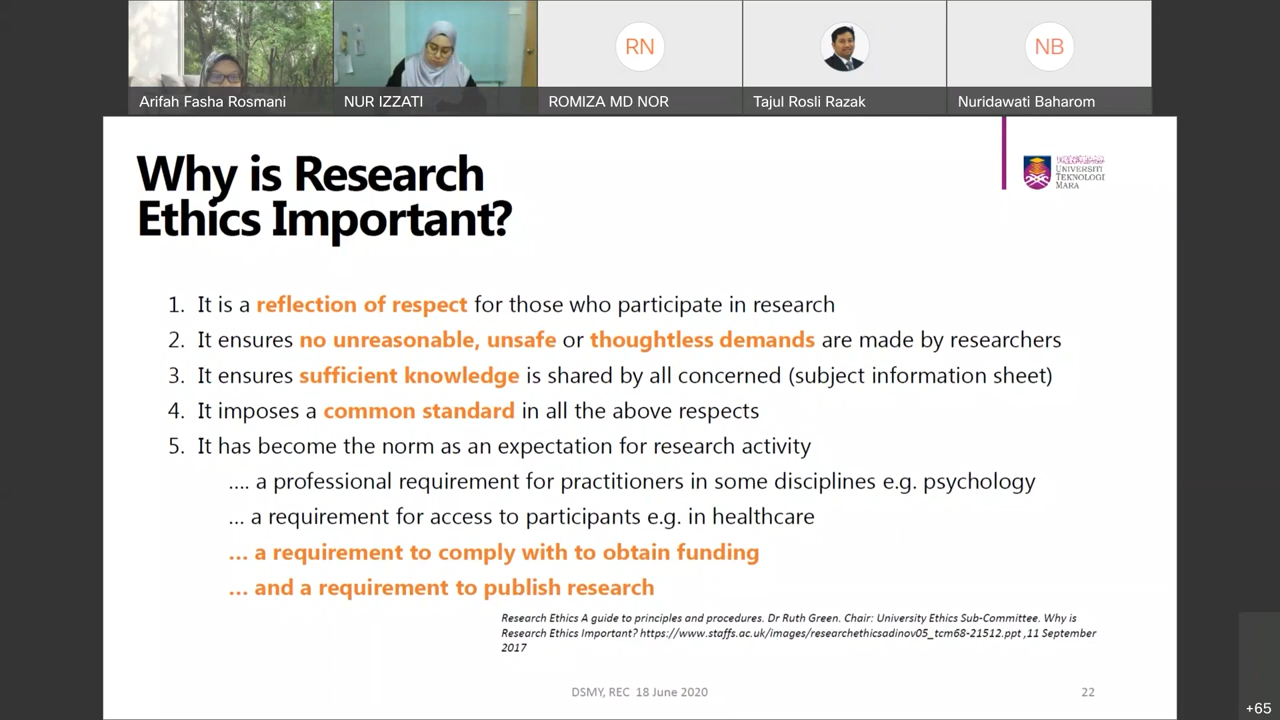 Arifah Fasha Rosmani
NUR IZZATI
RN
ROMIZA MD NOR
Tajul Rosli Razak
NB
Nuridawati Baharom
Why is Research
Ethics Important?
UNIVERSITI
TEKNOLOGI
MARA
1. It is a reflection of respect for those who participate in research
2. It ensures no unreasonable, unsafe or thoughtless demands are made by researchers
3. It ensures sufficient knowledge is shared by all concerned (subject information sheet)
4. It imposes a common standard in all the above respects
5. It has become the norm as an expectation for research activity
.... a professional requirement for practitioners in some disciplines e.g. psychology
... a requirement for access to participants e.g. in healthcare
... a requirement to comply with to obtain funding
... and a requirement to publish research
Research Ethics A guide to principles and procedures. Dr Ruth Green. Chair: University Ethics Sub-Committee. Why is
Research Ethics Important? https://www.staffs.ac.uk/images/researchethicsadinov05_tcm68-21512.ppt ,11 September
2017
DSMY, REC 18 June 2020
22
+65